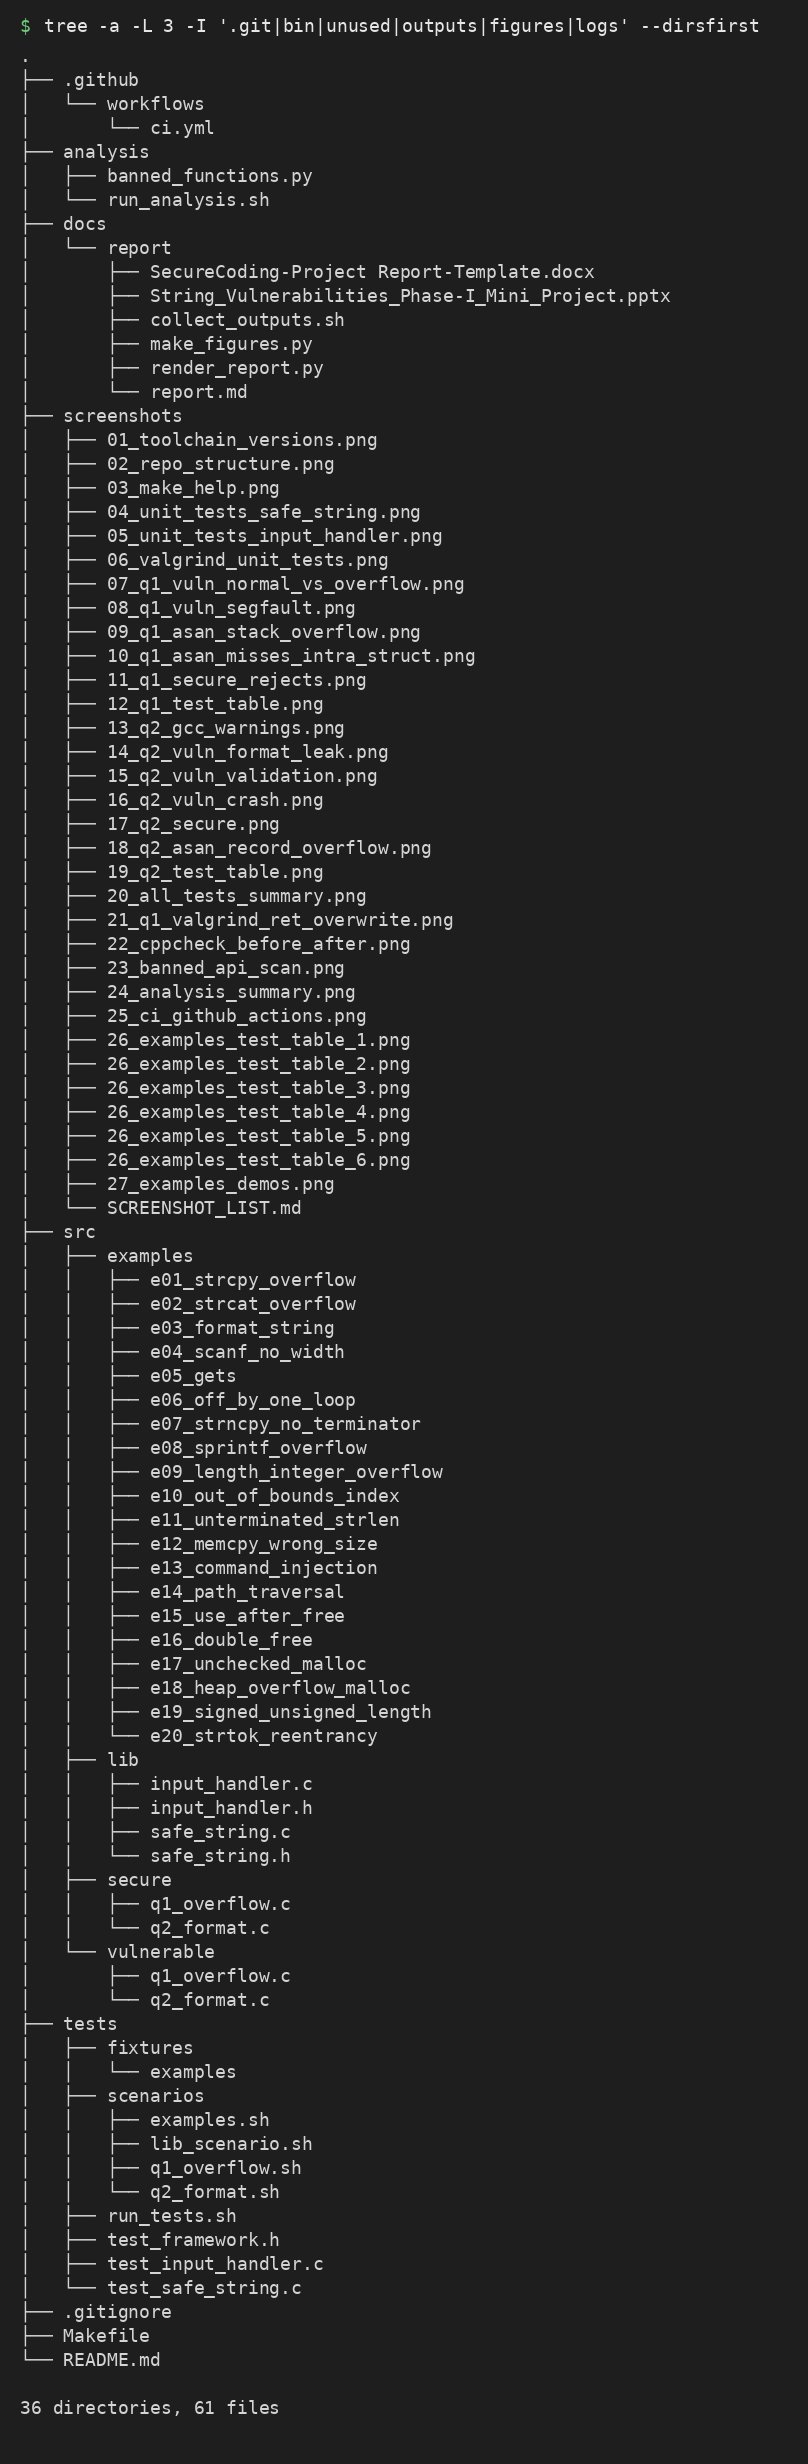 $ tree -a -L 3 -I '.git|bin|unused|outputs|figures|logs' --dirsfirst
.
├── .github
│   └── workflows
│       └── ci.yml
├── analysis
│   ├── banned_functions.py
│   └── run_analysis.sh
├── docs
│   └── report
│       ├── SecureCoding-Project Report-Template.docx
│       ├── String_Vulnerabilities_Phase-I_Mini_Project.pptx
│       ├── collect_outputs.sh
│       ├── make_figures.py
│       ├── render_report.py
│       └── report.md
├── screenshots
│   ├── 01_toolchain_versions.png
│   ├── 02_repo_structure.png
│   ├── 03_make_help.png
│   ├── 04_unit_tests_safe_string.png
│   ├── 05_unit_tests_input_handler.png
│   ├── 06_valgrind_unit_tests.png
│   ├── 07_q1_vuln_normal_vs_overflow.png
│   ├── 08_q1_vuln_segfault.png
│   ├── 09_q1_asan_stack_overflow.png
│   ├── 10_q1_asan_misses_intra_struct.png
│   ├── 11_q1_secure_rejects.png
│   ├── 12_q1_test_table.png
│   ├── 13_q2_gcc_warnings.png
│   ├── 14_q2_vuln_format_leak.png
│   ├── 15_q2_vuln_validation.png
│   ├── 16_q2_vuln_crash.png
│   ├── 17_q2_secure.png
│   ├── 18_q2_asan_record_overflow.png
│   ├── 19_q2_test_table.png
│   ├── 20_all_tests_summary.png
│   ├── 21_q1_valgrind_ret_overwrite.png
│   ├── 22_cppcheck_before_after.png
│   ├── 23_banned_api_scan.png
│   ├── 24_analysis_summary.png
│   ├── 25_ci_github_actions.png
│   ├── 26_examples_test_table_1.png
│   ├── 26_examples_test_table_2.png
│   ├── 26_examples_test_table_3.png
│   ├── 26_examples_test_table_4.png
│   ├── 26_examples_test_table_5.png
│   ├── 26_examples_test_table_6.png
│   ├── 27_examples_demos.png
│   └── SCREENSHOT_LIST.md
├── src
│   ├── examples
│   │   ├── e01_strcpy_overflow
│   │   ├── e02_strcat_overflow
│   │   ├── e03_format_string
│   │   ├── e04_scanf_no_width
│   │   ├── e05_gets
│   │   ├── e06_off_by_one_loop
│   │   ├── e07_strncpy_no_terminator
│   │   ├── e08_sprintf_overflow
│   │   ├── e09_length_integer_overflow
│   │   ├── e10_out_of_bounds_index
│   │   ├── e11_unterminated_strlen
│   │   ├── e12_memcpy_wrong_size
│   │   ├── e13_command_injection
│   │   ├── e14_path_traversal
│   │   ├── e15_use_after_free
│   │   ├── e16_double_free
│   │   ├── e17_unchecked_malloc
│   │   ├── e18_heap_overflow_malloc
│   │   ├── e19_signed_unsigned_length
│   │   └── e20_strtok_reentrancy
│   ├── lib
│   │   ├── input_handler.c
│   │   ├── input_handler.h
│   │   ├── safe_string.c
│   │   └── safe_string.h
│   ├── secure
│   │   ├── q1_overflow.c
│   │   └── q2_format.c
│   └── vulnerable
│       ├── q1_overflow.c
│       └── q2_format.c
├── tests
│   ├── fixtures
│   │   └── examples
│   ├── scenarios
│   │   ├── examples.sh
│   │   ├── lib_scenario.sh
│   │   ├── q1_overflow.sh
│   │   └── q2_format.sh
│   ├── run_tests.sh
│   ├── test_framework.h
│   ├── test_input_handler.c
│   └── test_safe_string.c
├── .gitignore
├── Makefile
└── README.md

36 directories, 61 files